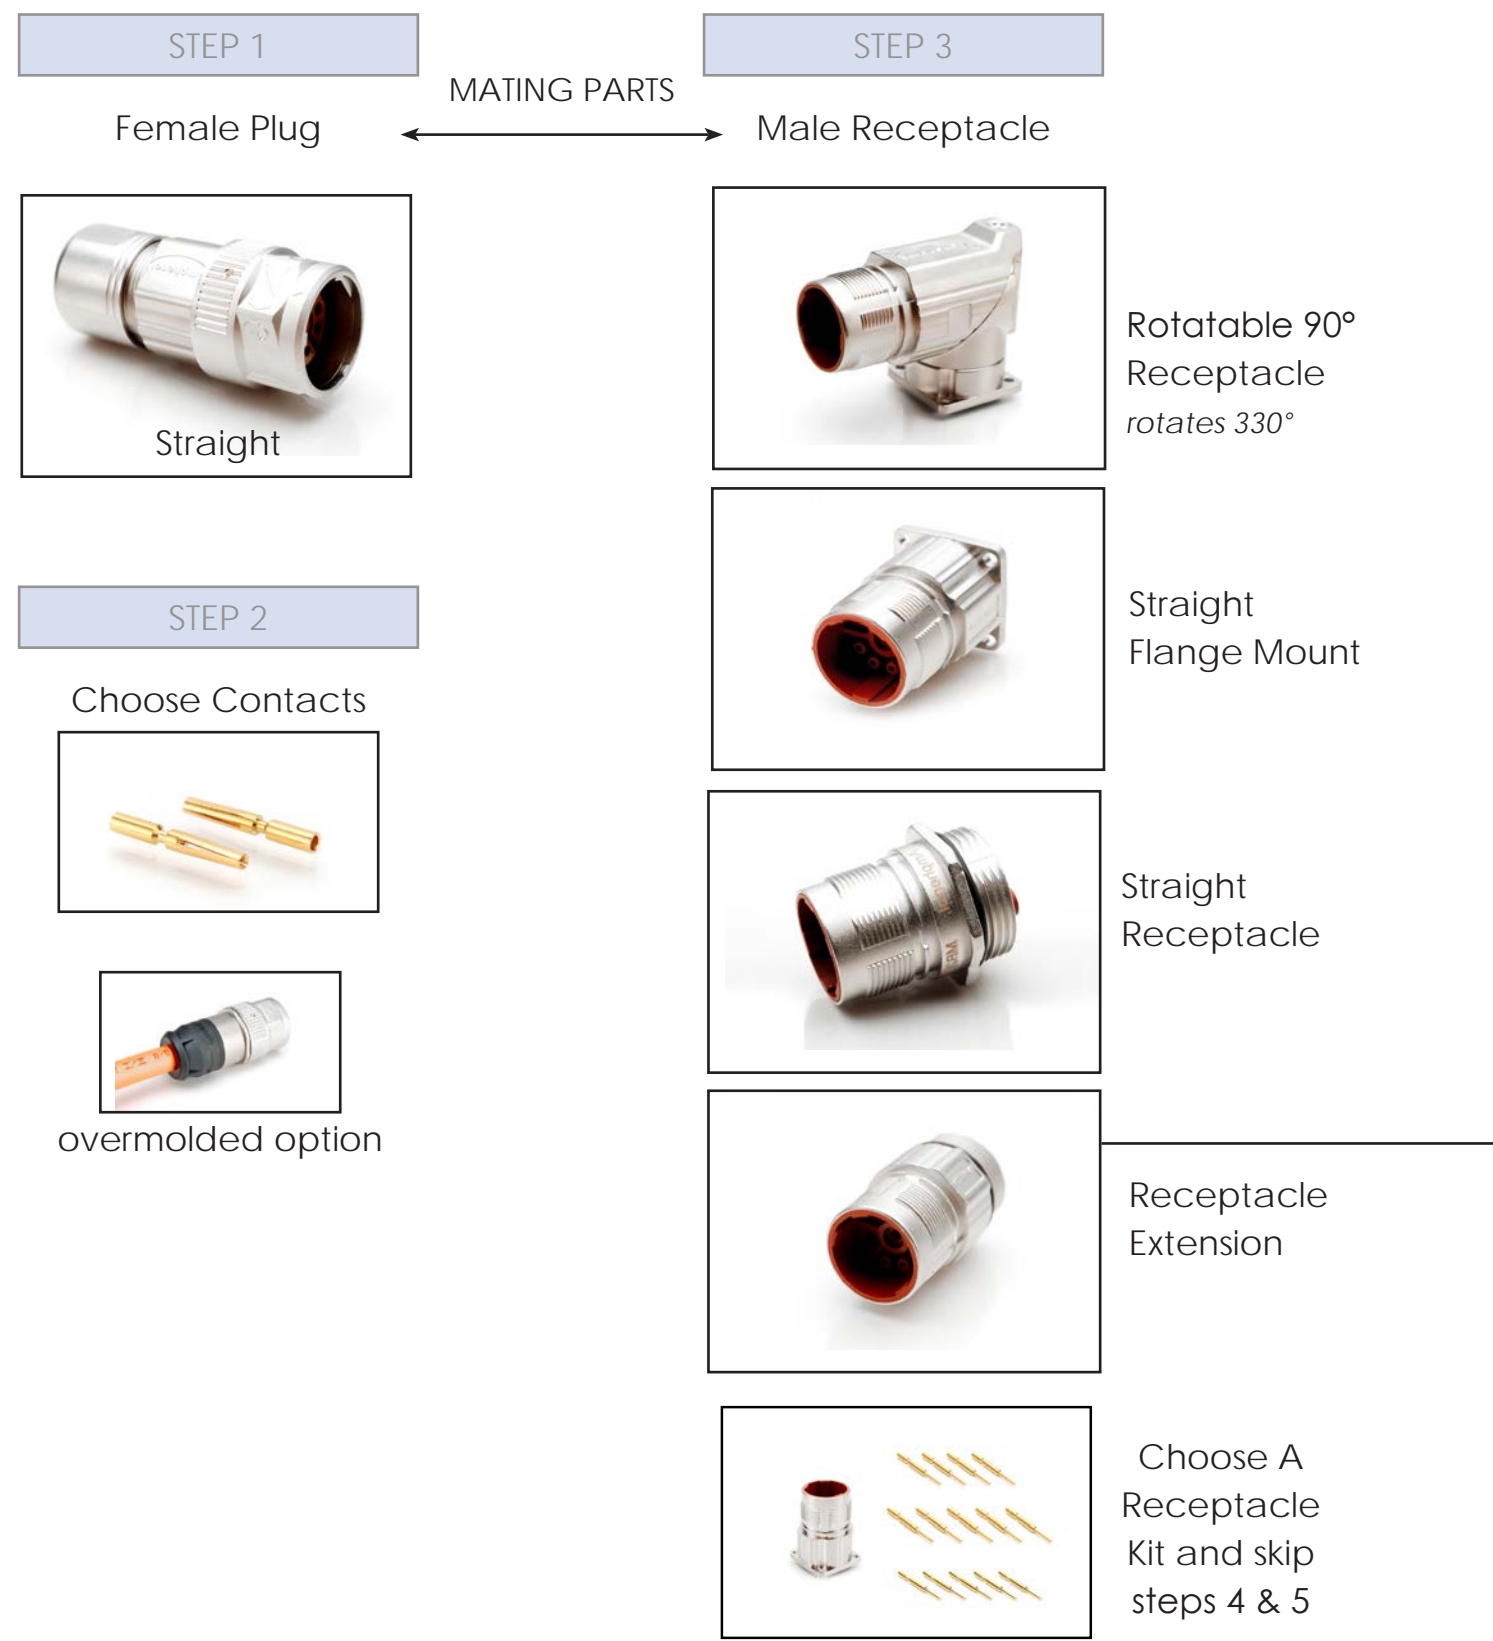 STEP 1
STEP 3
MATING PARTS
Female Plug
Male Receptacle
Straight
Rotatable 90°
Receptacle
rotates 330°
Straight
Flange Mount
STEP 2
Choose Contacts
Straight
Receptacle
overmolded option
Receptacle
Extension
Choose A
Receptacle
Kit and skip
steps 4 & 5